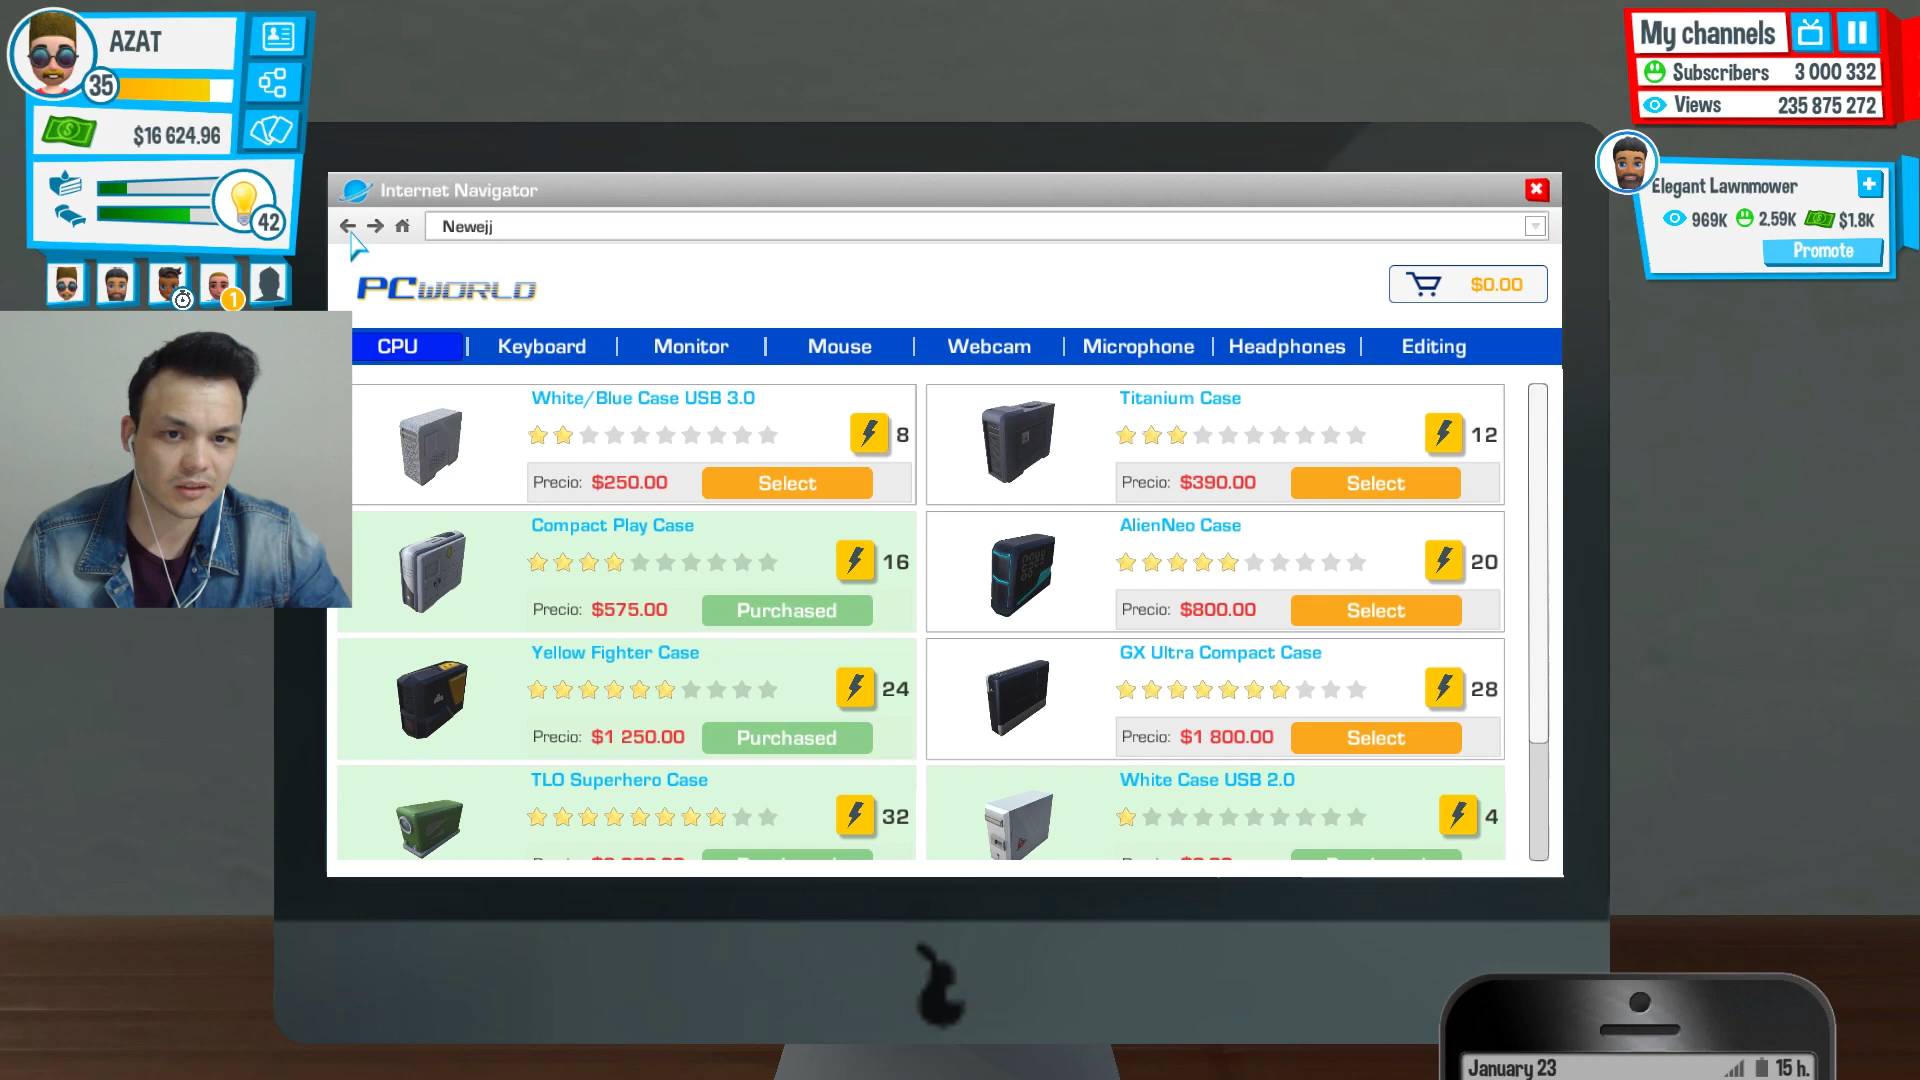 AZAT
35
$16 624.96
42
1
My channels
Subscribers 3 000 332
Views 235 875 272
Elegant Lawnmower
969K 2.59K $1.8K
Promote
Internet Navigator
Newejj
PCWORLD
$0.00
CPU | Keyboard | Monitor | Mouse | Webcam | Microphone | Headphones | Editing
White/Blue Case USB 3.0
8
Precio: $250.00 Select
Titanium Case
12
Precio: $390.00 Select
Compact Play Case
16
Precio: $575.00 Purchased
AlienNeo Case
20
Precio: $800.00 Select
Yellow Fighter Case
24
Precio: $1 250.00 Purchased
GX Ultra Compact Case
28
Precio: $1 800.00 Select
TLO Superhero Case
32
White Case USB 2.0
4
January 23 15 h.